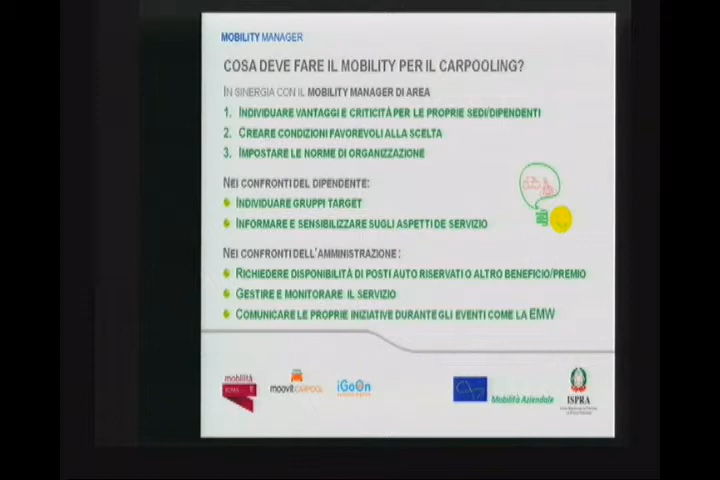 MOBILITY MANAGER
COSA DEVE FARE IL MOBILITY PER IL CARPOOLING?
IN SINERGIA CON IL MOBILITY MANAGER DI AREA
1. INDIVIDUARE VANTAGGI E CRITICITÀ PER LE PROPRIE SEDI/DIPENDENTI
2. CREARE CONDIZIONI FAVOREVOLI ALLA SCELTA
3. IMPOSTARE LE NORME DI ORGANIZZAZIONE
NEI CONFRONTI DEL DIPENDENTE:
INDIVIDUARE GRUPPI TARGET
INFORMARE E SENSIBILIZZARE SUGLI ASPETTI DE SERVIZIO
NEI CONFRONTI DELL'AMMINISTRAZIONE:
RICHIEDERE DISPONIBILITÀ DI POSTI AUTO RISERVATI O ALTRO BENEFICIO/PREMIO
GESTIRE E MONITORARE IL SERVIZIO
COMUNICARE LE PROPRIE INIZIATIVE DURANTE GLI EVENTI COME LA EMW
mobilità
moovit CARPOOL
iGoOn
Mobilità Aziendale
ISPRA